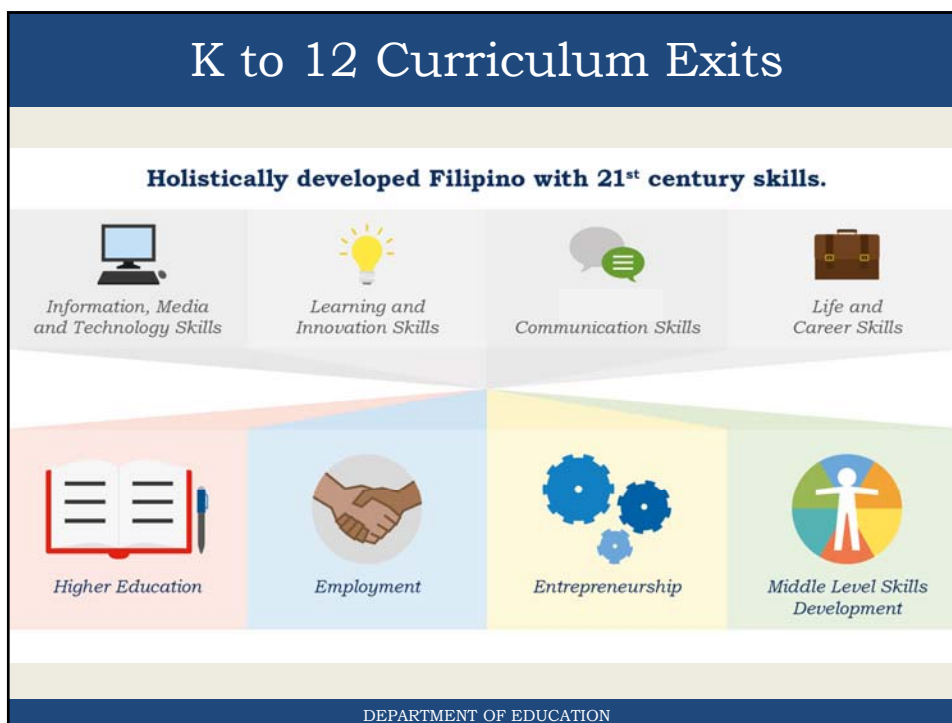 K to 12 Curriculum Exits
Holistically developed Filipino with 21st century skills.
Information, Media
and Technology Skills
Learning and
Innovation Skills
Communication Skills
Life and
Career Skills
Higher Education
Employment
Entrepreneurship
Middle Level Skills
Development
DEPARTMENT OF EDUCATION